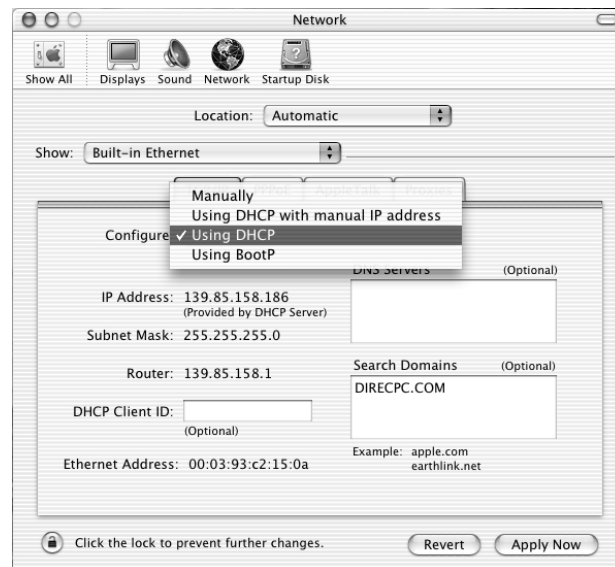 Network
Show All Displays Sound Network Startup Disk
Location: Automatic
Show: Built-in Ethernet
AppleTalk Proxies
Manually
Using DHCP with manual IP address
Configure ✓ Using DHCP
Using BootP
DNS Servers (Optional)
IP Address: 139.85.158.186
(Provided by DHCP Server)
Subnet Mask: 255.255.255.0
Router: 139.85.158.1
Search Domains (Optional)
DIRECPC.COM
DHCP Client ID:
(Optional)
Example: apple.com
earthlink.net
Ethernet Address: 00:03:93:c2:15:0a
Click the lock to prevent further changes.
Revert Apply Now